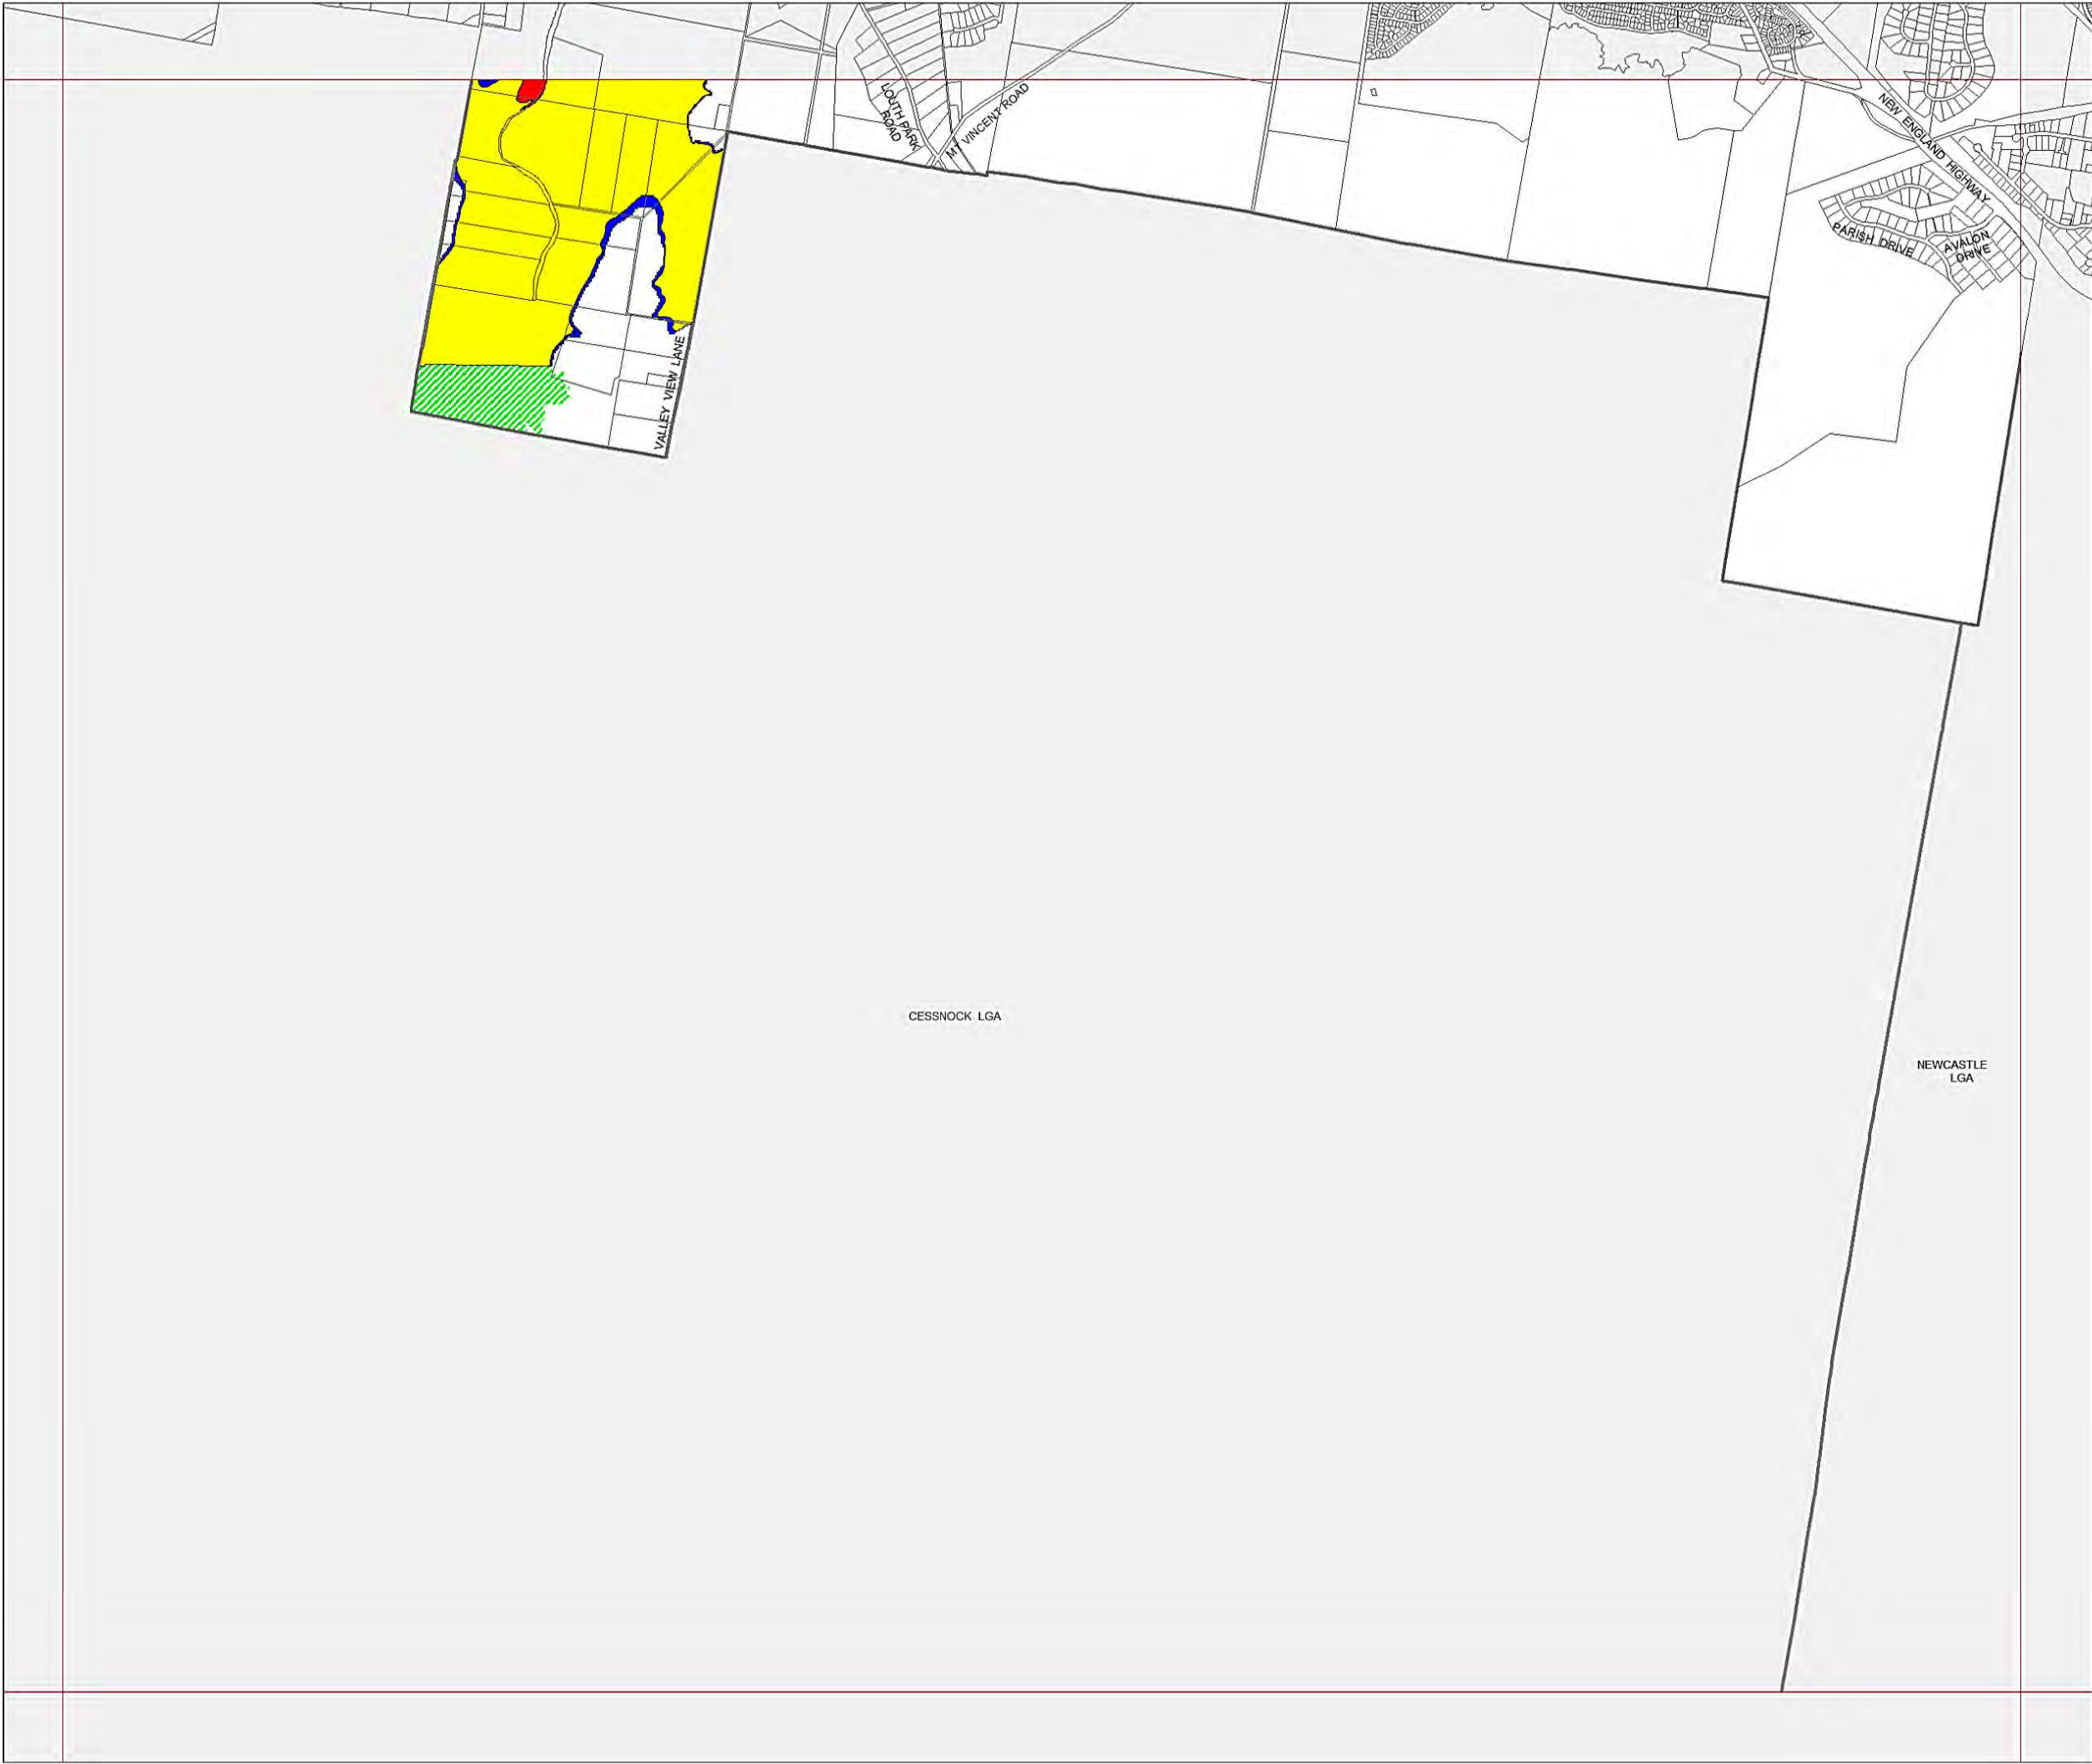 LOUTH PARK
ROAD
MT VINCENT ROAD
NEW ENGLAND HIGHWAY
PARISH DRIVE
AVALON
DRIVE
VALLEY VIEW LANE
CESSNOCK LGA
NEWCASTLE
LGA